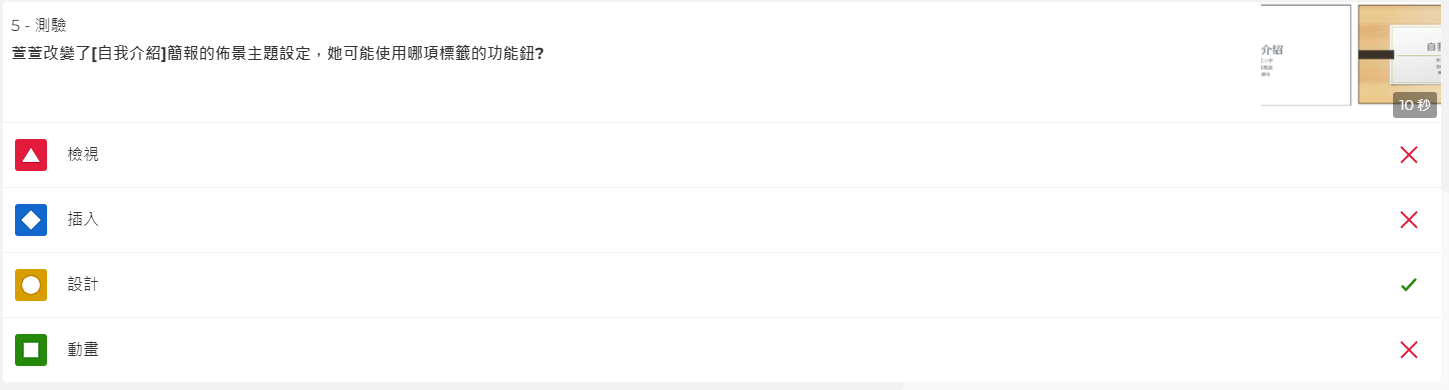 5 - 測驗
萱萱改變了[自我介紹]簡報的佈景主題設定，她可能使用哪項標籤的功能鈕?
介紹
自我
10 秒
檢視
插入
設計
動畫